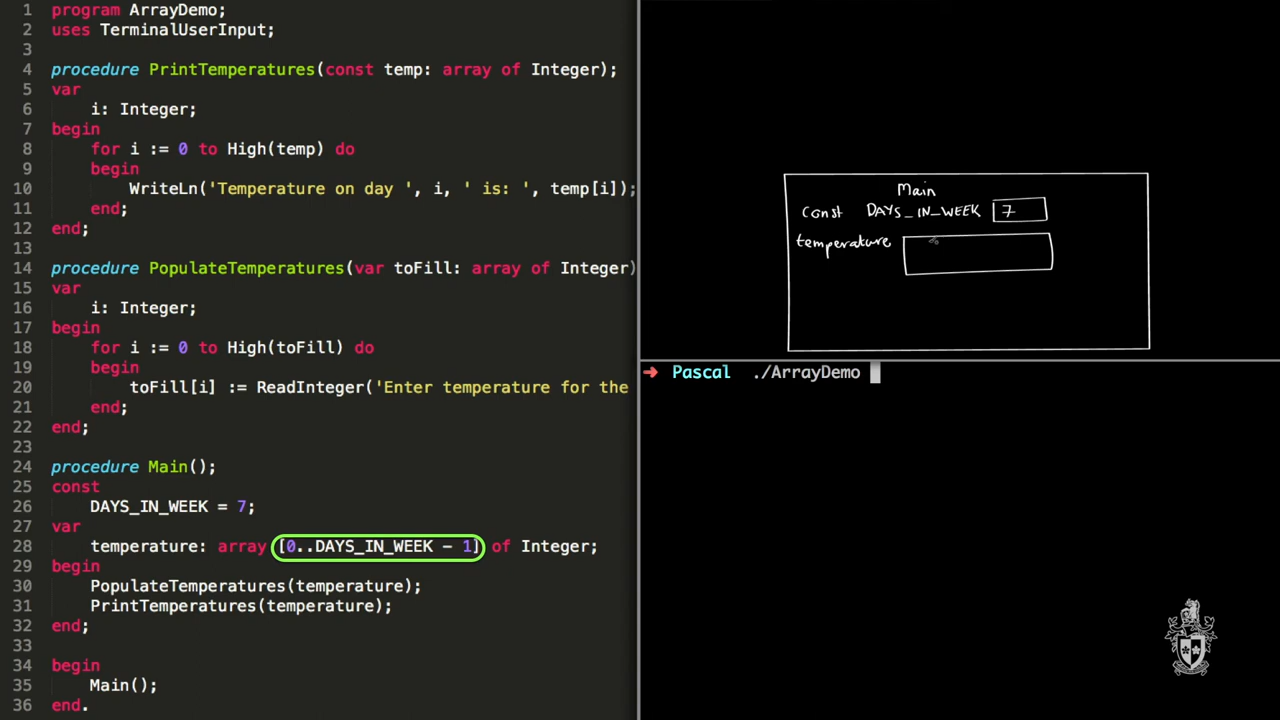 1 program ArrayDemo;
2 uses TerminalUserInput;
3
4 procedure PrintTemperatures(const temp: array of Integer);
5 var
6 i: Integer;
7 begin
8 for i := 0 to High(temp) do
9 begin
10 WriteLn('Temperature on day ', i, ' is: ', temp[i]);
11 end;
12 end;
13
14 procedure PopulateTemperatures(var toFill: array of Integer)
15 var
16 i: Integer;
17 begin
18 for i := 0 to High(toFill) do
19 begin
20 toFill[i] := ReadInteger('Enter temperature for the
21 end;
22 end;
23
24 procedure Main();
25 const
26 DAYS_IN_WEEK = 7;
27 var
28 temperature: array [0..DAYS_IN_WEEK - 1] of Integer;
29 begin
30 PopulateTemperatures(temperature);
31 PrintTemperatures(temperature);
32 end;
33
34 begin
35 Main();
36 end.
Main
const DAYS_IN_WEEK 7
temperature
➜ Pascal ./ArrayDemo